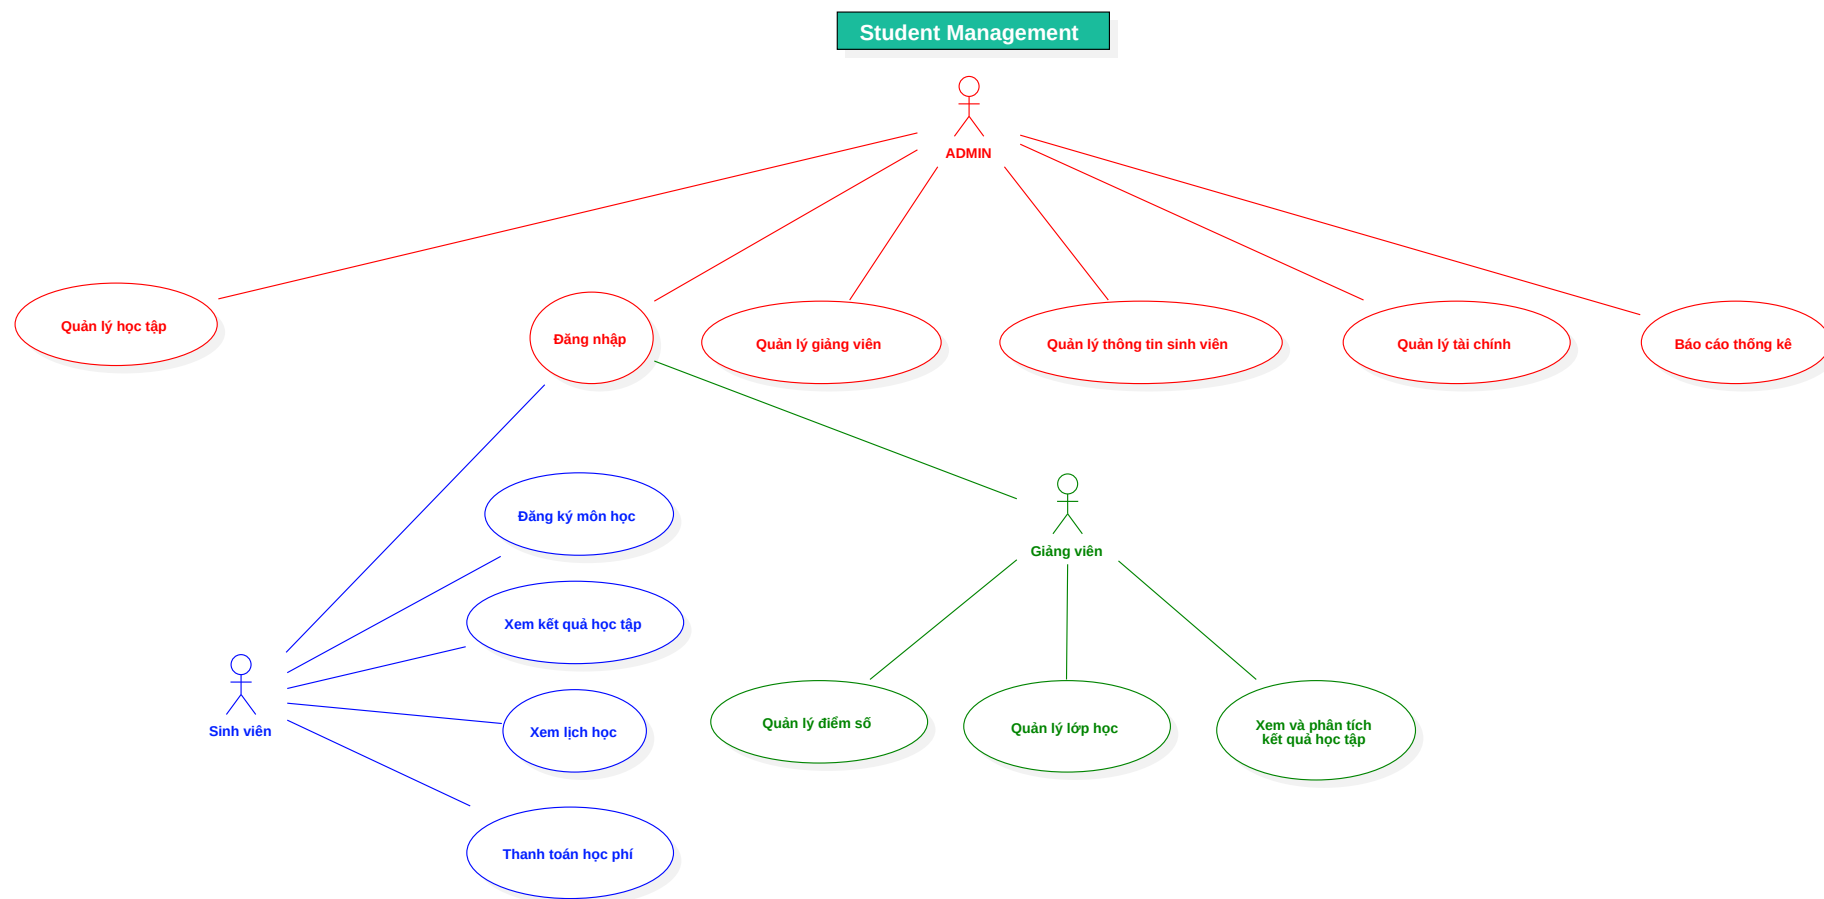 Student Management
ADMIN
Quản lý học tập
Đăng nhập
Quản lý giảng viên
Quản lý thông tin sinh viên
Quản lý tài chính
Báo cáo thống kê
Đăng ký môn học
Giảng viên
Xem kết quả học tập
Sinh viên
Xem lịch học
Quản lý điểm số
Quản lý lớp học
Xem và phân tích
kết quả học tập
Thanh toán học phí